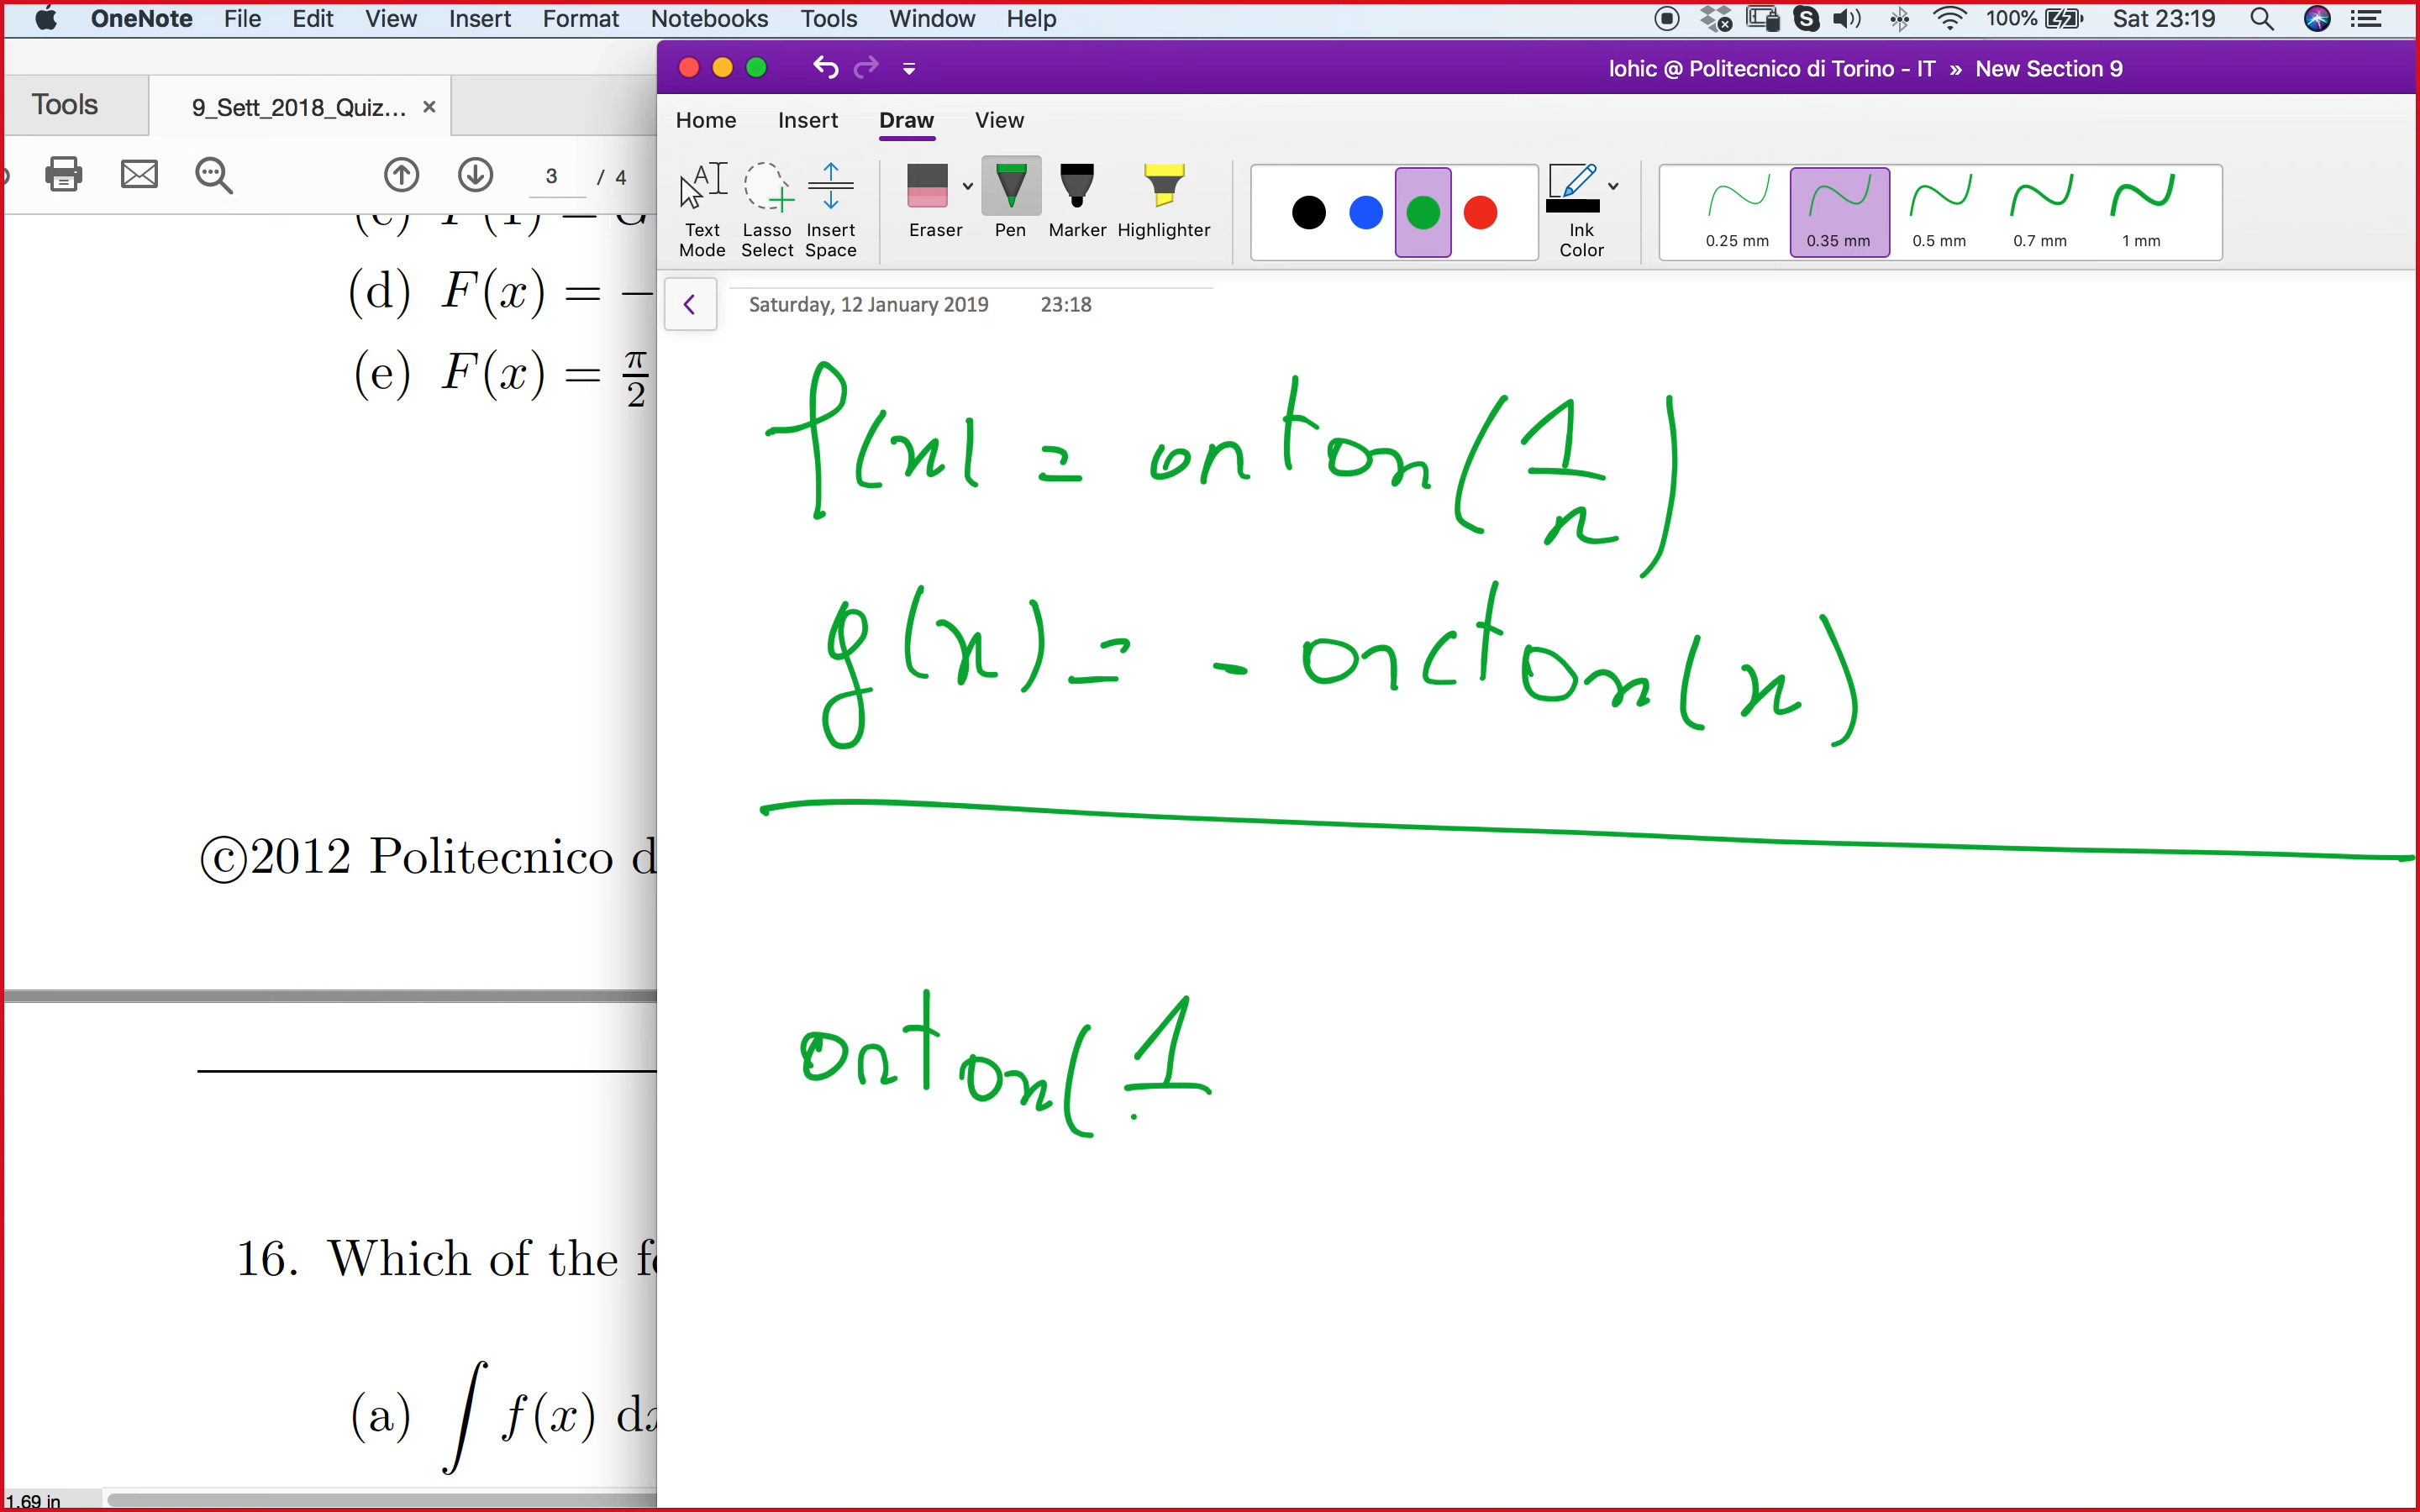 OneNote File Edit View Insert Format Notebooks Tools Window Help 100% Sat 23:19
Iohic @ Politecnico di Torino - IT » New Section 9
Tools 9_Sett_2018_Quiz... ×
Home Insert Draw View
3 / 4
Text Mode
Lasso Select
Insert Space
Eraser
Pen
Marker
Highlighter
Ink Color
0.25 mm 0.35 mm 0.5 mm 0.7 mm 1 mm
Saturday, 12 January 2019 23:18
(d) F(x) = −
(e) F(x) = π/2
©2012 Politecnico d
16. Which of the fo
(a) ∫ f(x) dx
1.69 in
f(x) = arctan(1/x)
g(x) = - arctan(x)
arctan(1